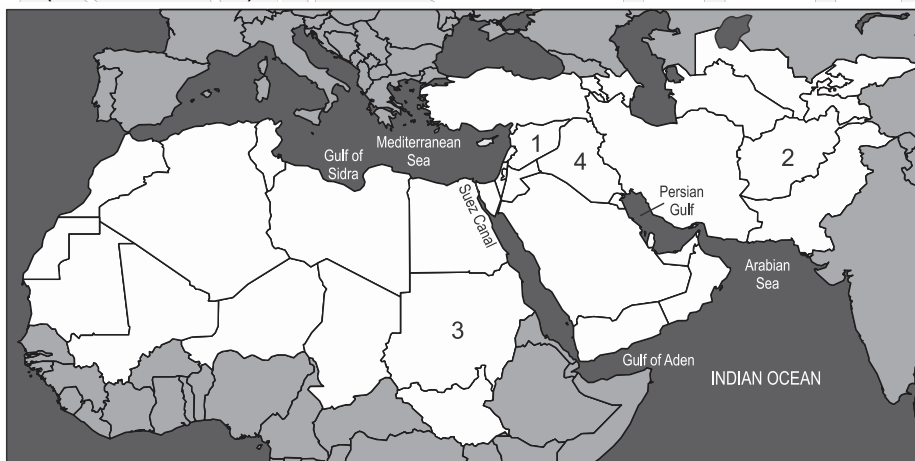 Mediterranean
Sea
Gulf of
Sidra
Suez Canal
1
4
2
Persian
Gulf
Arabian
Sea
3
Gulf of Aden
INDIAN OCEAN